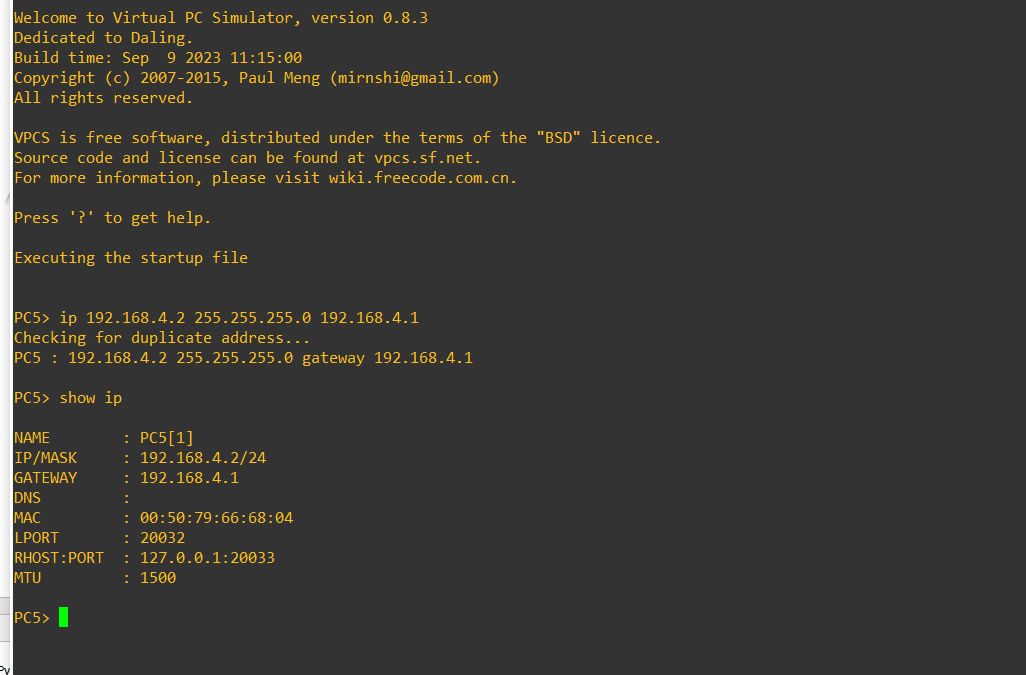 Welcome to Virtual PC Simulator, version 0.8.3
Dedicated to Daling.
Build time: Sep  9 2023 11:15:00
Copyright (c) 2007-2015, Paul Meng (mirnshi@gmail.com)
All rights reserved.
VPCS is free software, distributed under the terms of the "BSD" licence.
Source code and license can be found at vpcs.sf.net.
For more information, please visit wiki.freecode.com.cn.
Press '?' to get help.
Executing the startup file
PC5> ip 192.168.4.2 255.255.255.0 192.168.4.1
Checking for duplicate address...
PC5 : 192.168.4.2 255.255.255.0 gateway 192.168.4.1
PC5> show ip
NAME        : PC5[1]
IP/MASK     : 192.168.4.2/24
GATEWAY     : 192.168.4.1
DNS         :
MAC         : 00:50:79:66:68:04
LPORT       : 20032
RHOST:PORT  : 127.0.0.1:20033
MTU         : 1500
PC5>